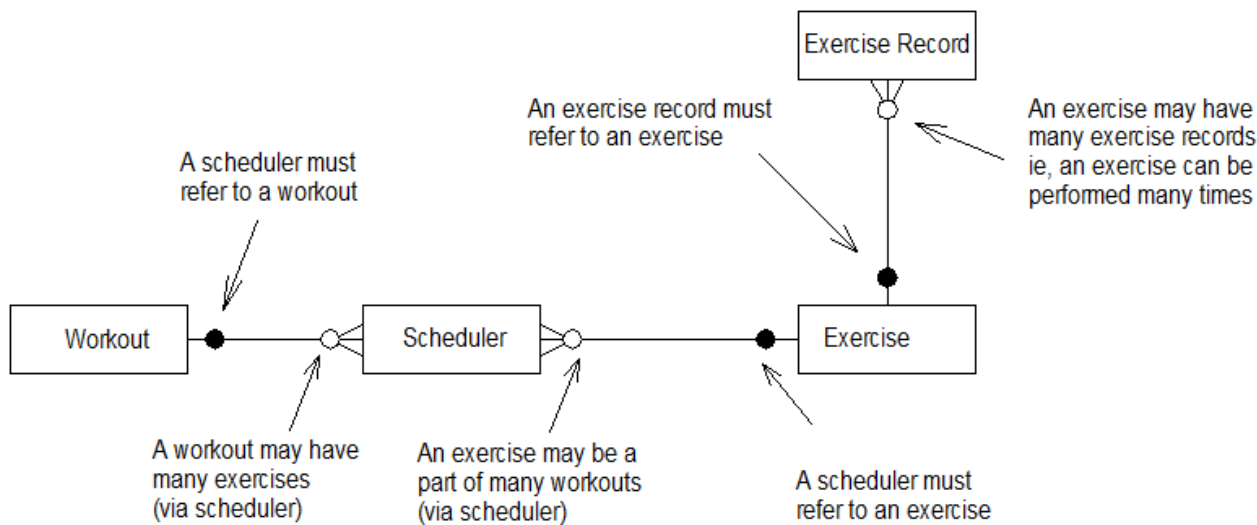 Exercise Record
An exercise record must
refer to an exercise
An exercise may have
many exercise records
ie, an exercise can be
performed many times
A scheduler must
refer to a workout
Workout
Scheduler
Exercise
A workout may have
many exercises
(via scheduler)
An exercise may be a
part of many workouts
(via scheduler)
A scheduler must
refer to an exercise